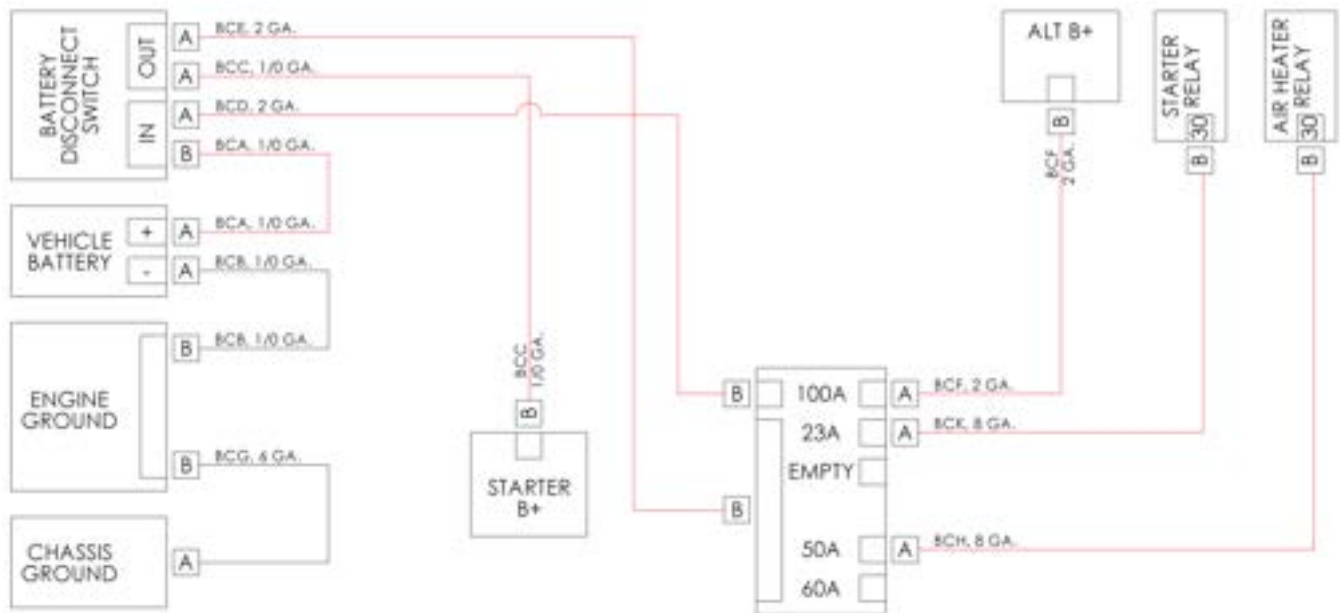 BATTERY
DISCONNECT
SWITCH
OUT
IN
A
BCE, 2 GA.
A
BCC, 1/0 GA.
A
BCD, 2 GA.
B
BCA, 1/0 GA.
VEHICLE
BATTERY
+
-
A
BCA, 1/0 GA.
A
BCB, 1/0 GA.
ENGINE
GROUND
B
BCB, 1/0 GA.
B
BCG, 6 GA.
CHASSIS
GROUND
A
BCC
1/0 GA.
B
STARTER
B+
ALT B+
B
BCF
2 GA.
STARTER
RELAY
30
B
AIR HEATER
RELAY
30
B
B
100A
A
BCF, 2 GA.
23A
A
BCK, 8 GA.
EMPTY
B
50A
A
BCH, 8 GA.
60A